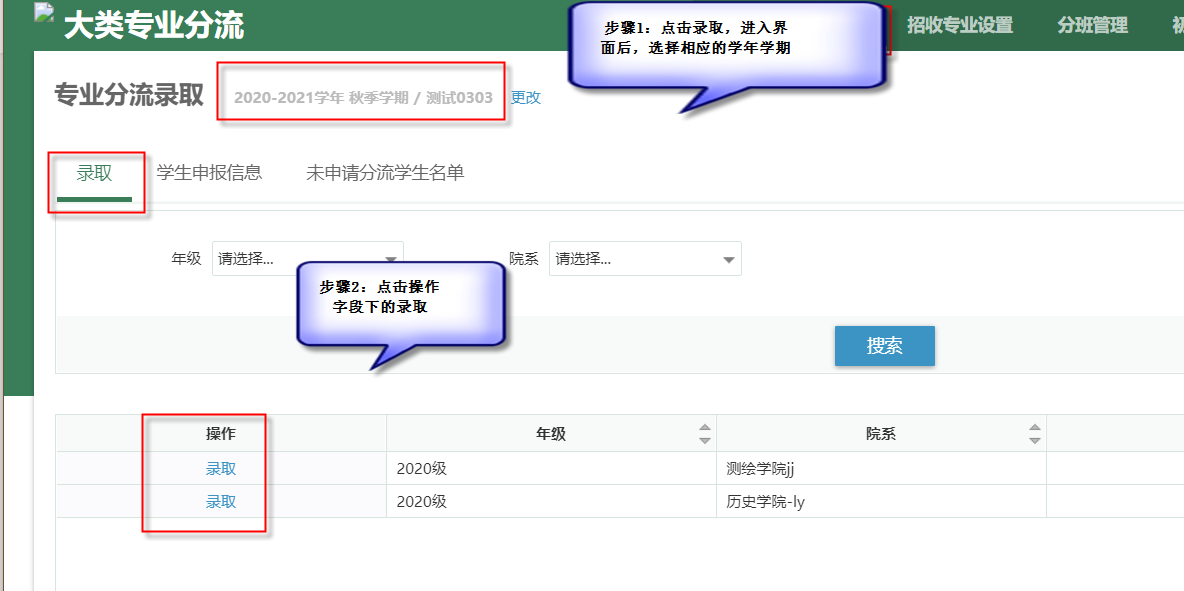 大类专业分流
步骤1：点击录取，进入界
面后，选择相应的学年学期
招收专业设置
分班管理
专业分流录取
2020-2021学年 秋季学期 / 测试0303
更改
录取
学生申报信息
未申请分流学生名单
年级
请选择...
院系
请选择...
步骤2：点击操作
字段下的录取
搜索
操作
年级
院系
录取
2020级
测绘学院jj
录取
2020级
历史学院-ly